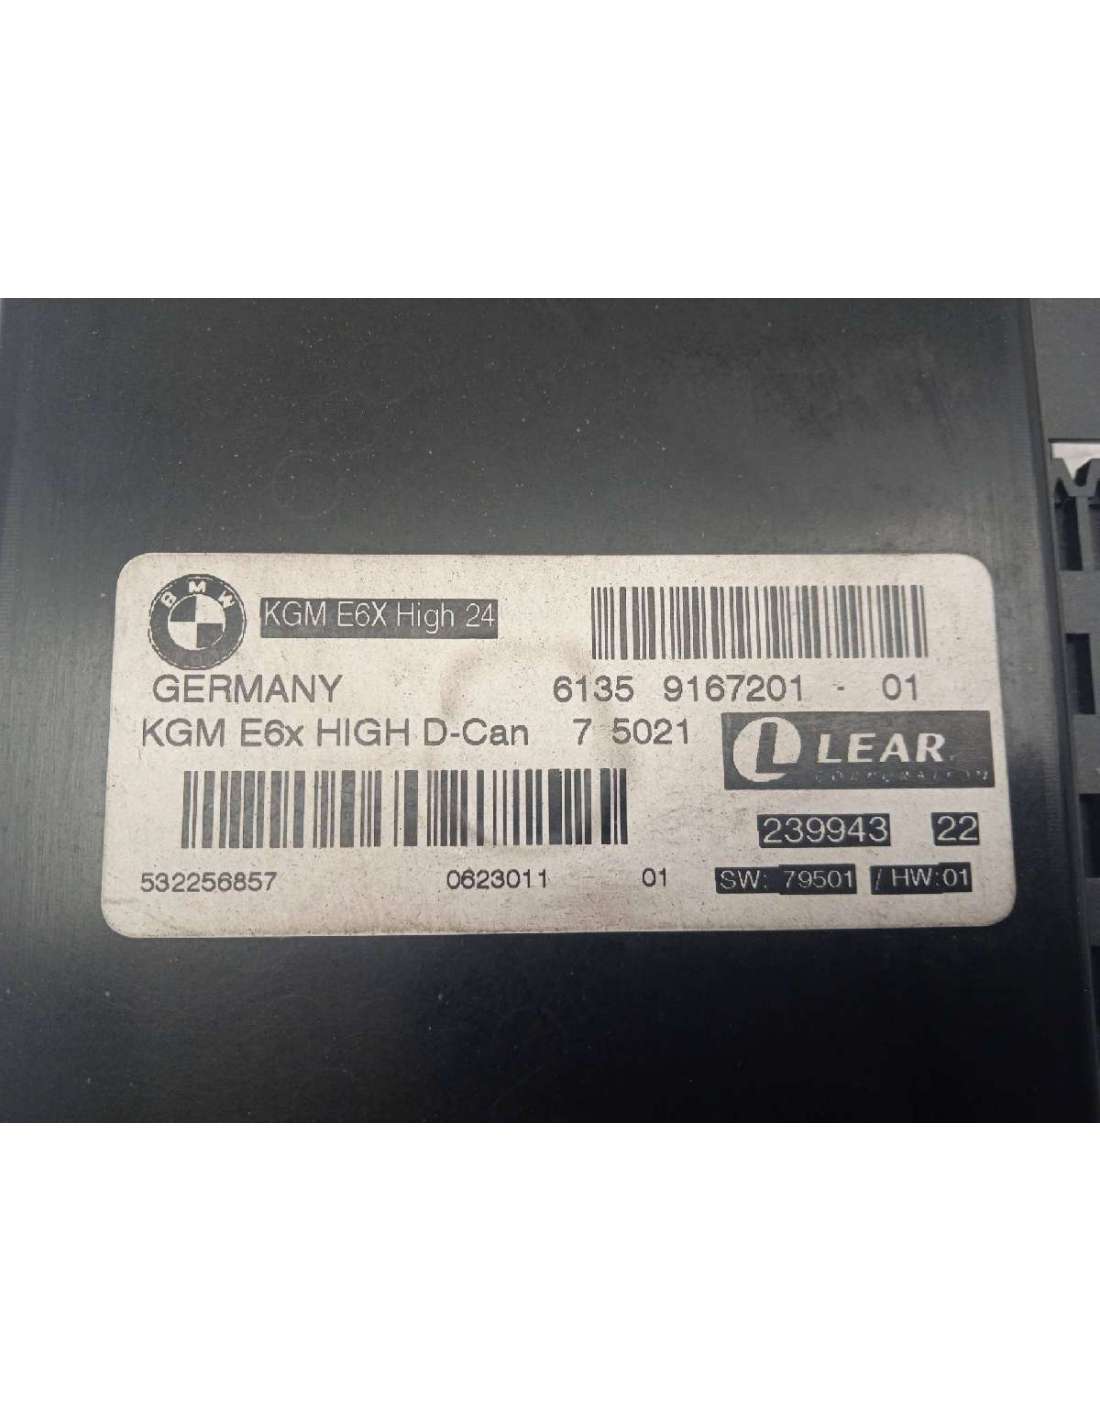 BMW
KGM E6X High 24
GERMANY 6135 9167201 - 01
KGM E6x HIGH D-Can 7 5021
LEAR
CORPORATION
239943 22
532256857 0623011 01 SW: 79501 / HW:01